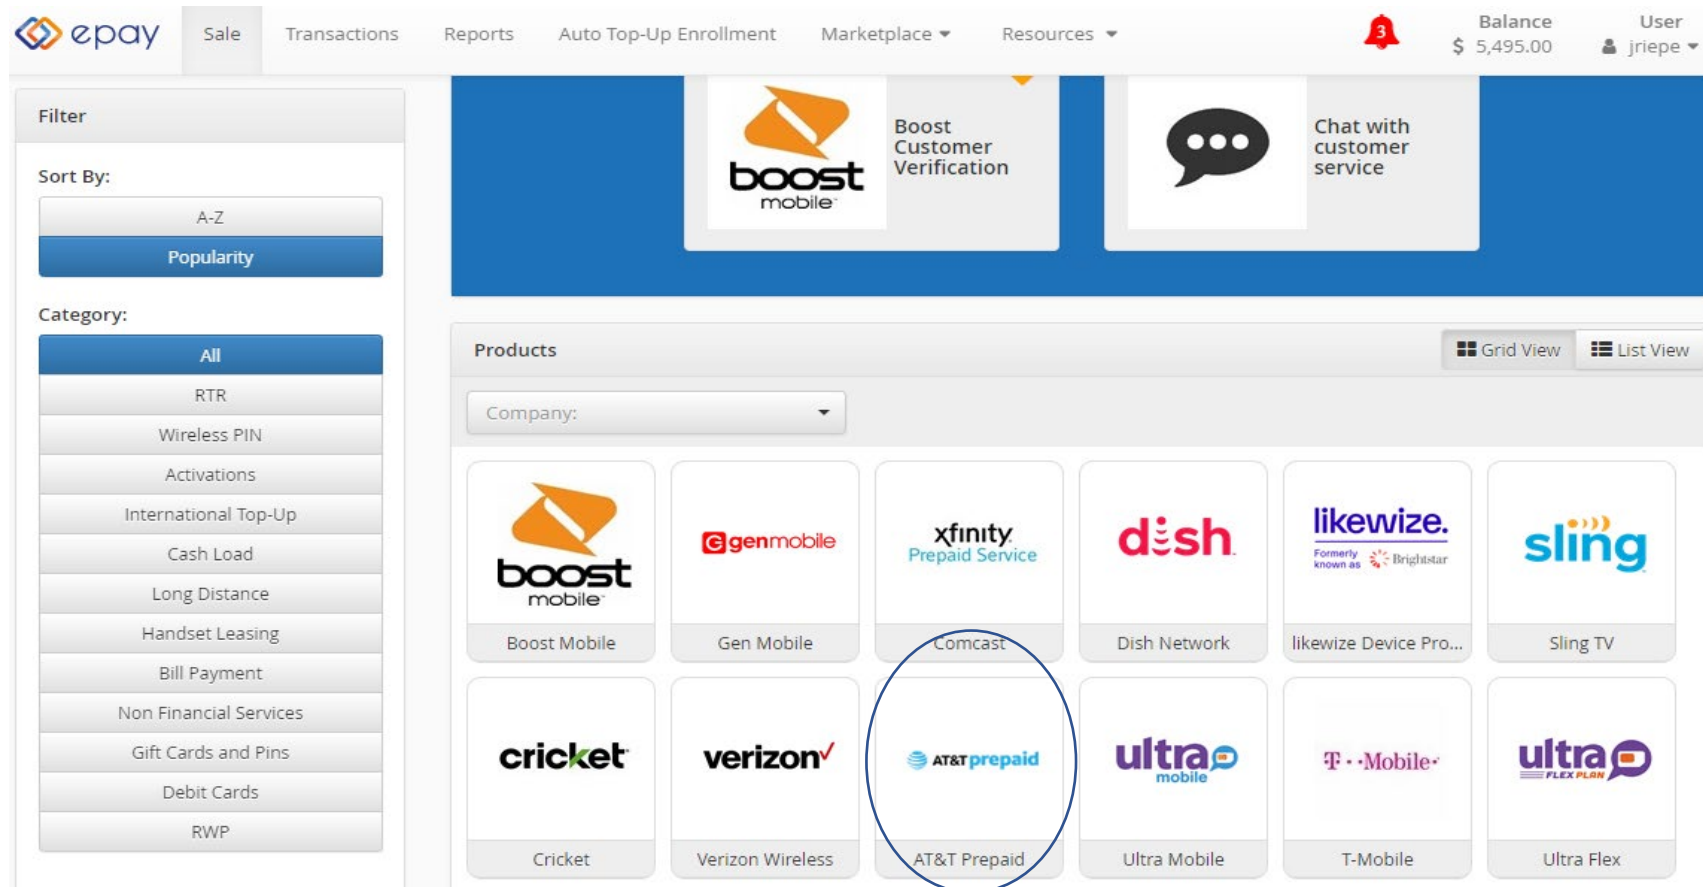 epay
Sale
Transactions
Reports
Auto Top-Up Enrollment
Marketplace
Resources
3
Balance
$ 5,495.00
User
jriepe
Filter
Sort By:
A-Z
Popularity
Category:
All
RTR
Wireless PIN
Activations
International Top-Up
Cash Load
Long Distance
Handset Leasing
Bill Payment
Non Financial Services
Gift Cards and Pins
Debit Cards
RWP
boost
mobile
Boost
Customer
Verification
Chat with
customer
service
Products
Grid View
List View
Company:
boost
mobile
Boost Mobile
G genmobile
Gen Mobile
xfinity
Prepaid Service
Comcast
dish
Dish Network
likewize.
Formerly
known as
Brightstar
likewize Device Pro...
sling
Sling TV
cricket
Cricket
verizon
Verizon Wireless
AT&T prepaid
AT&T Prepaid
ultra
mobile
Ultra Mobile
T··Mobile·
T-Mobile
ultra
FLEX PLAN
Ultra Flex